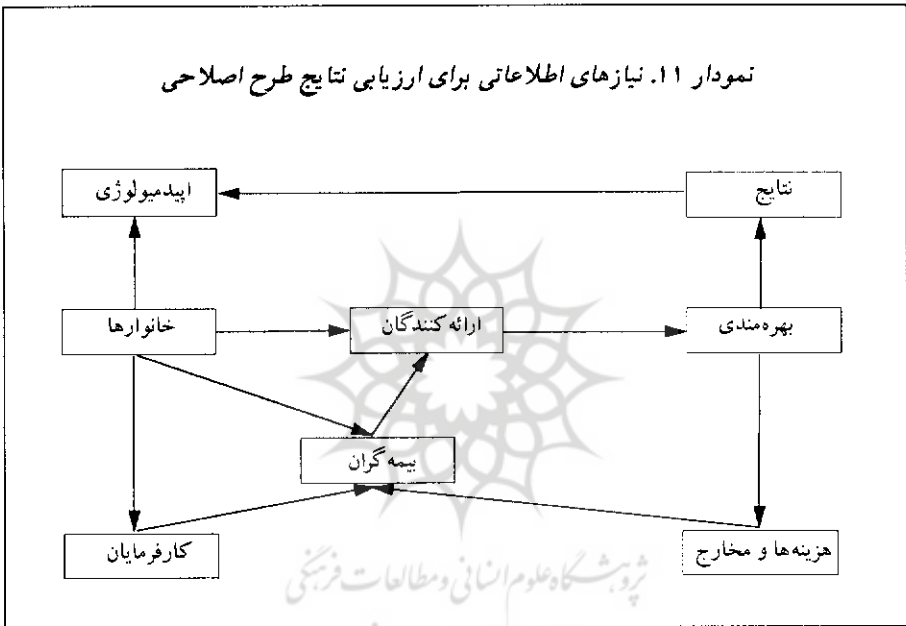 نمودار ۱۱. نیازهای اطلاعاتی برای ارزیابی نتایج طرح اصلاحی
نتایج
اپیدمیولوژی
بهره‌مندی
ارائه‌کنندگان
خانوارها
بیمه‌گران
هزینه‌ها و مخارج
کارفرمایان
پژوهشگاه علوم انسانی و مطالعات فرهنگی